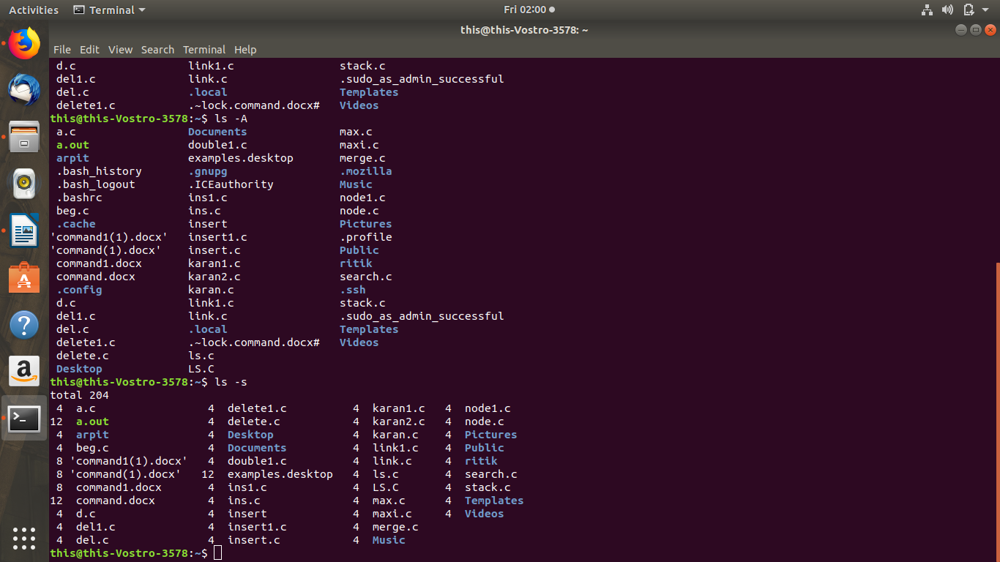 Activities Terminal Fri 02:00
this@this-Vostro-3578: ~
File Edit View Search Terminal Help
d.c link1.c stack.c
del1.c link.c .sudo_as_admin_successful
del.c .local Templates
delete1.c .~lock.command.docx# Videos
this@this-Vostro-3578:~$ ls -A
a.c Documents max.c
a.out double1.c maxi.c
arpit examples.desktop merge.c
.bash_history .gnupg .mozilla
.bash_logout .ICEauthority Music
.bashrc ins1.c node1.c
beg.c ins.c node.c
.cache insert Pictures
'command1(1).docx' insert1.c .profile
'command(1).docx' insert.c Public
command1.docx karan1.c ritik
command.docx karan2.c search.c
.config karan.c .ssh
d.c link1.c stack.c
del1.c link.c .sudo_as_admin_successful
del.c .local Templates
delete1.c .~lock.command.docx# Videos
delete.c ls.c
Desktop LS.C
this@this-Vostro-3578:~$ ls -s
total 204
4 a.c 4 delete1.c 4 karan1.c 4 node1.c
12 a.out 4 delete.c 4 karan2.c 4 node.c
4 arpit 4 Desktop 4 karan.c 4 Pictures
4 beg.c 4 Documents 4 link1.c 4 Public
8 'command1(1).docx' 4 double1.c 4 link.c 4 ritik
8 'command(1).docx' 12 examples.desktop 4 ls.c 4 search.c
8 command1.docx 4 ins1.c 4 LS.C 4 stack.c
12 command.docx 4 ins.c 4 max.c 4 Templates
4 d.c 4 insert 4 maxi.c 4 Videos
4 del1.c 4 insert1.c 4 merge.c
4 del.c 4 insert.c 4 Music
this@this-Vostro-3578:~$